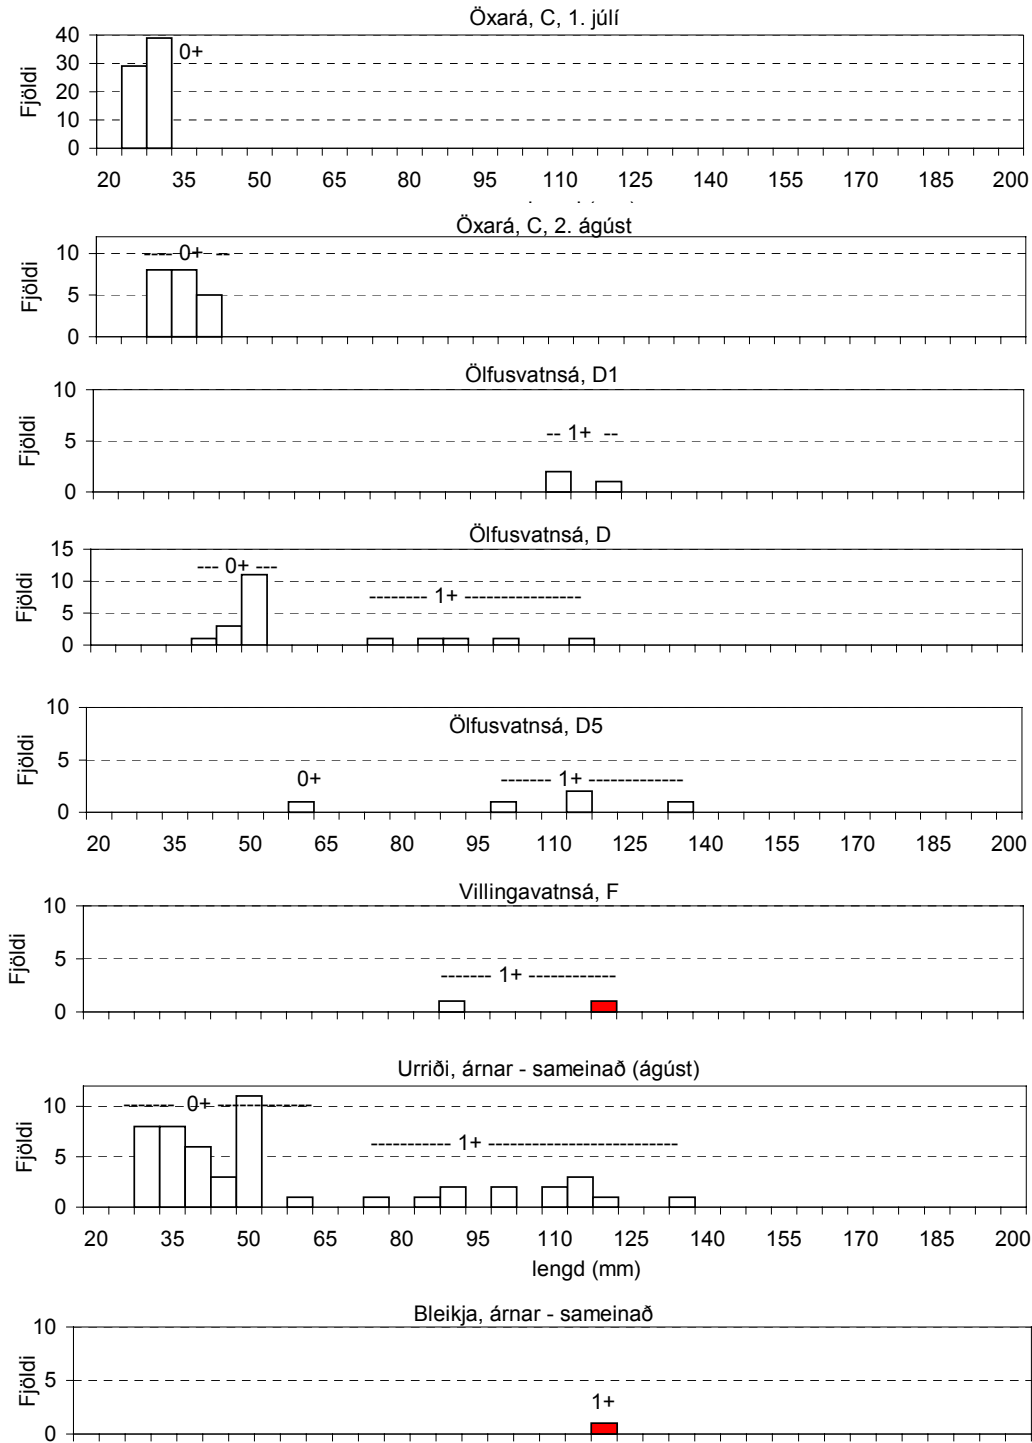 Öxará, C, 1. júlí
Fjöldi
40
30
20
10
0
0+
20 35 50 65 80 95 110 125 140 155 170 185 200
Öxará, C, 2. ágúst
Fjöldi
10
5
0
---- 0+ --
Ölfusvatnsá, D1
Fjöldi
10
5
0
-- 1+ --
Ölfusvatnsá, D
Fjöldi
15
10
5
0
--- 0+ ---
-------- 1+ ----------------
Ölfusvatnsá, D5
Fjöldi
10
5
0
0+
------- 1+ -------------
20 35 50 65 80 95 110 125 140 155 170 185 200
Villingavatnsá, F
Fjöldi
10
5
0
------- 1+ ------------
Urriði, árnar - sameinað (ágúst)
Fjöldi
10
5
0
------- 0+ -------------
----------- 1+ --------------------------
20 35 50 65 80 95 110 125 140 155 170 185 200
lengd (mm)
Bleikja, árnar - sameinað
Fjöldi
10
5
0
1+